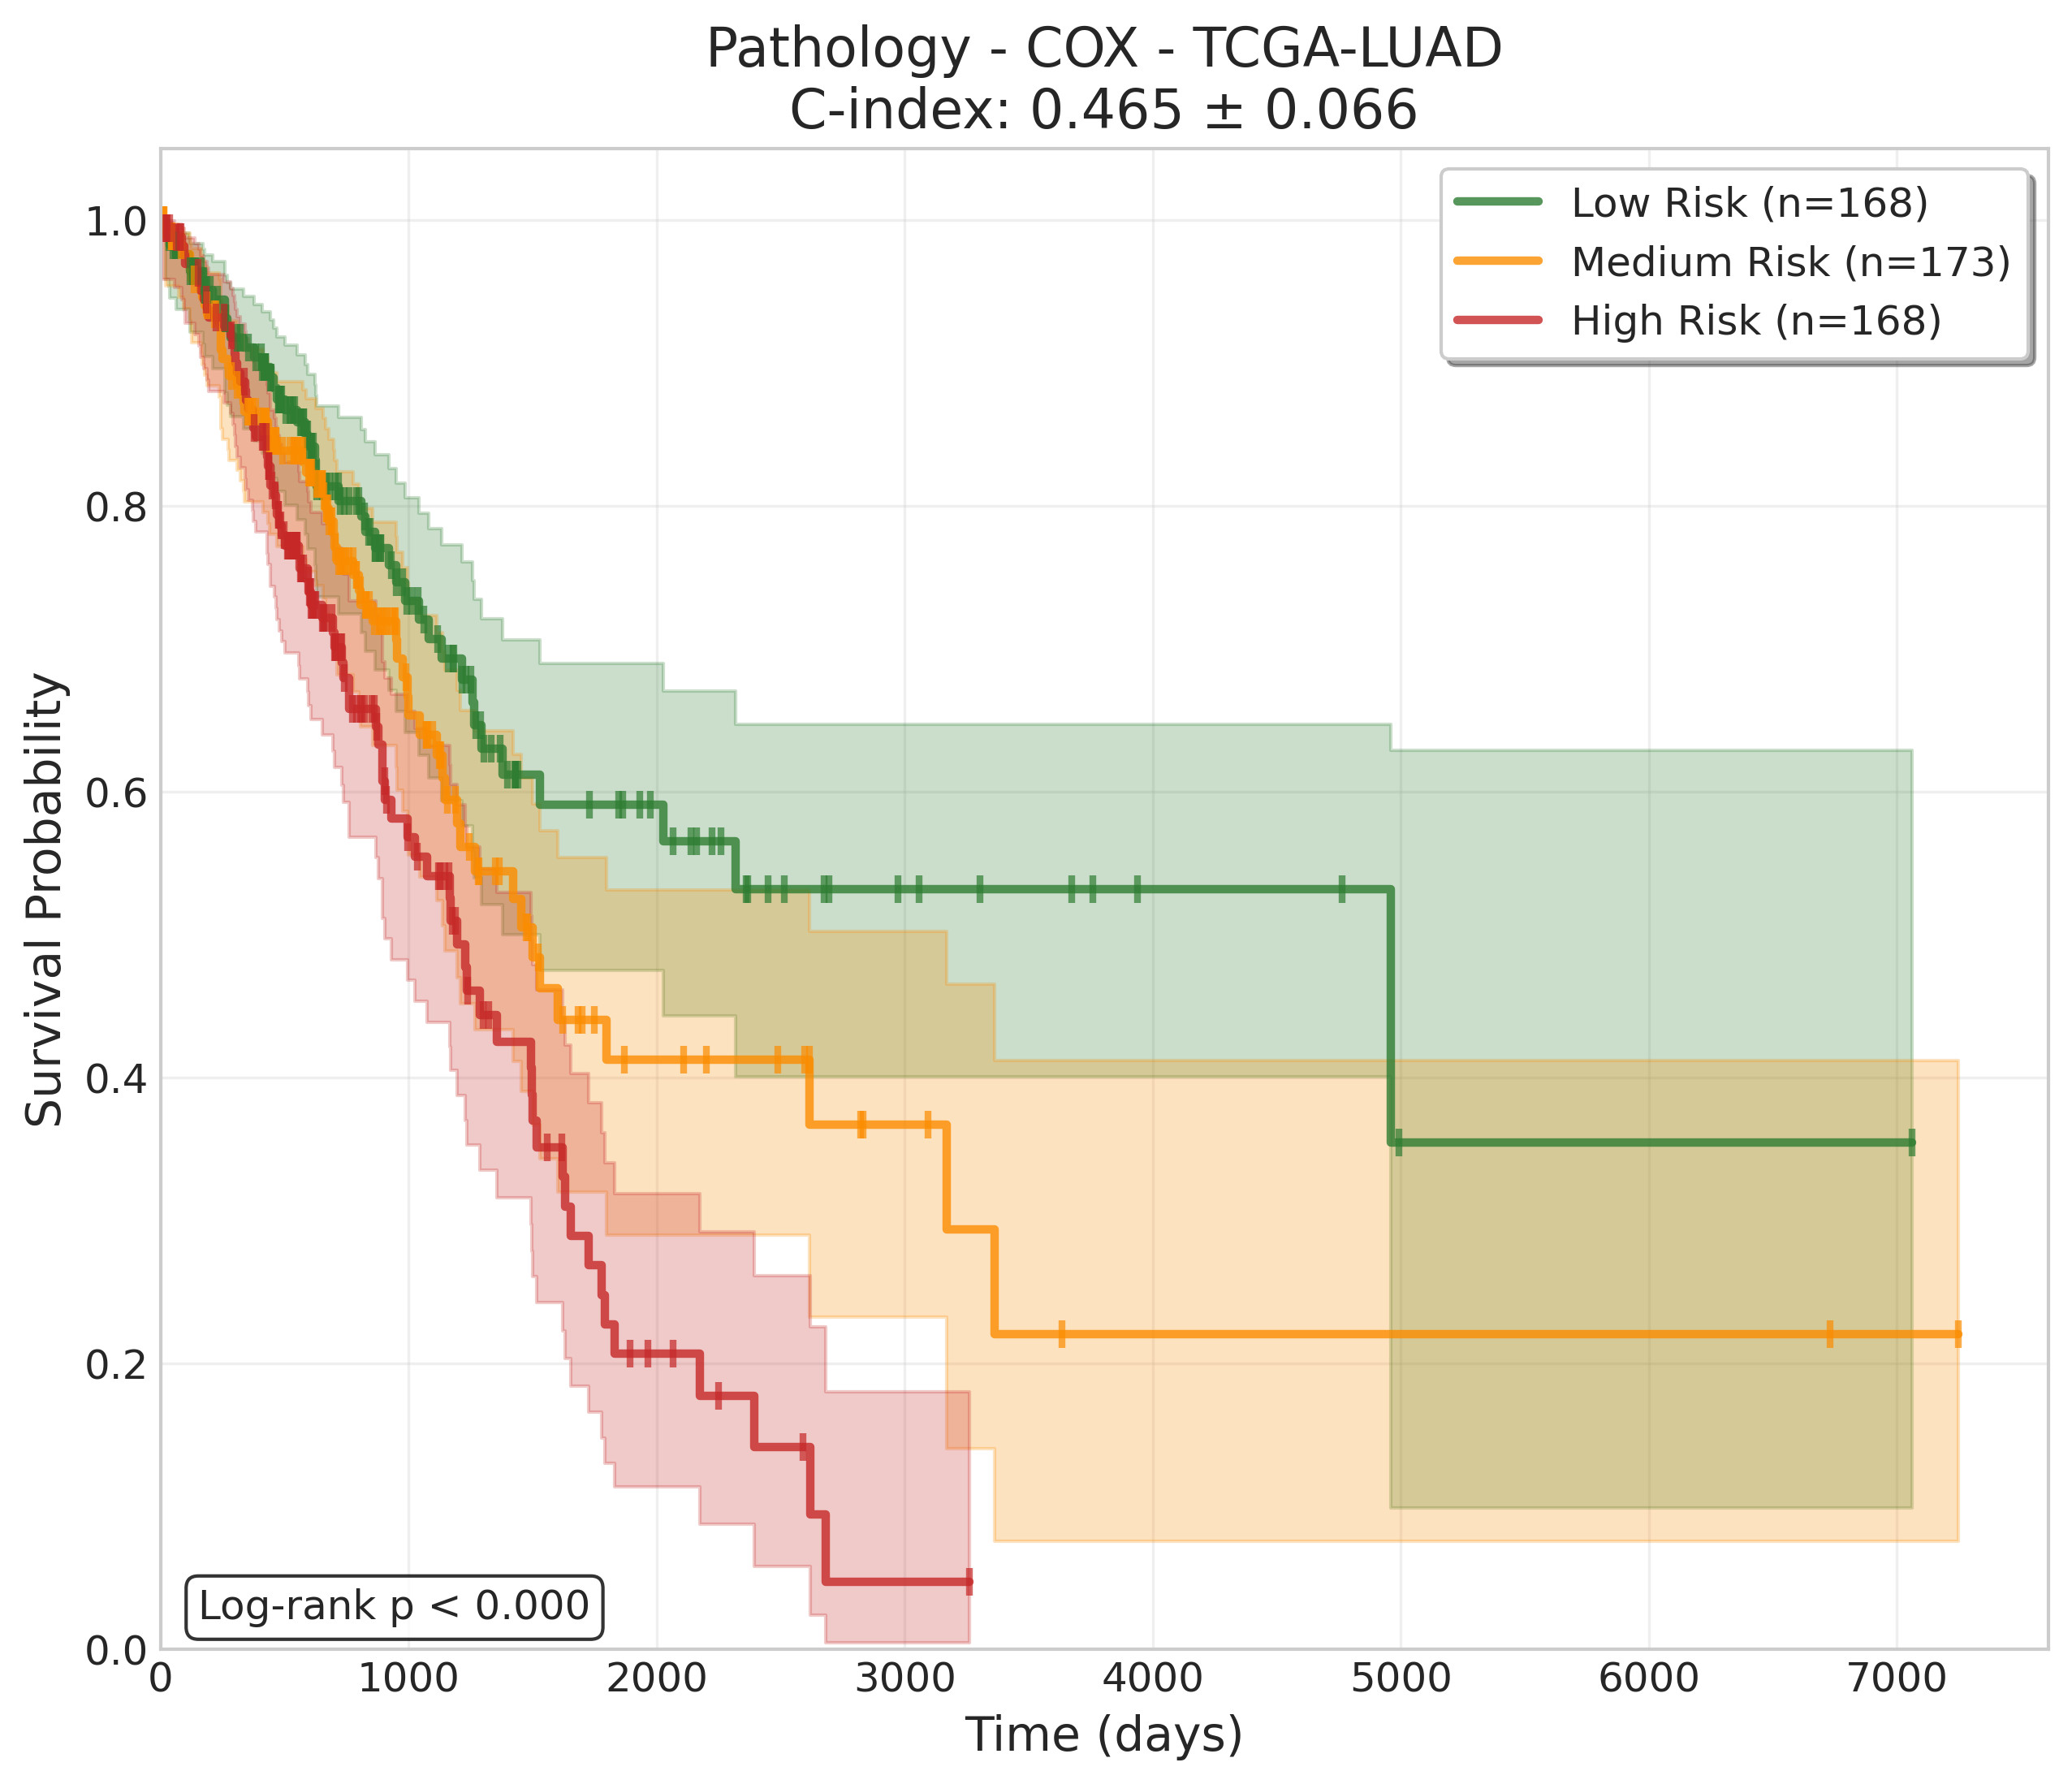 Pathology - COX - TCGA-LUAD
C-index: 0.465 ± 0.066
Low Risk (n=168)
Medium Risk (n=173)
High Risk (n=168)
Survival Probability
1.0
0.8
0.6
0.4
0.2
0.0
Log-rank p < 0.000
0 1000 2000 3000 4000 5000 6000 7000
Time (days)